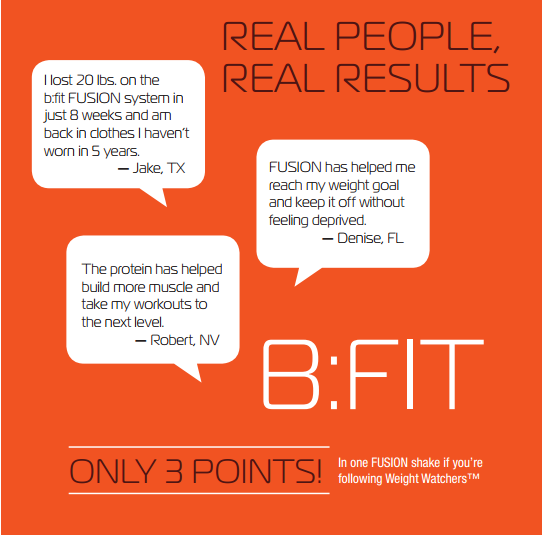 REAL PEOPLE,
REAL RESULTS
I lost 20 lbs. on the
b:fit FUSION system in
just 8 weeks and am
back in clothes I haven't
worn in 5 years.
— Jake, TX
FUSION has helped me
reach my weight goal
and keep it off without
feeling deprived.
— Denise, FL
The protein has helped
build more muscle and
take my workouts to
the next level.
— Robert, NV
B:FIT
ONLY 3 POINTS!
In one FUSION shake if you're
following Weight Watchers™